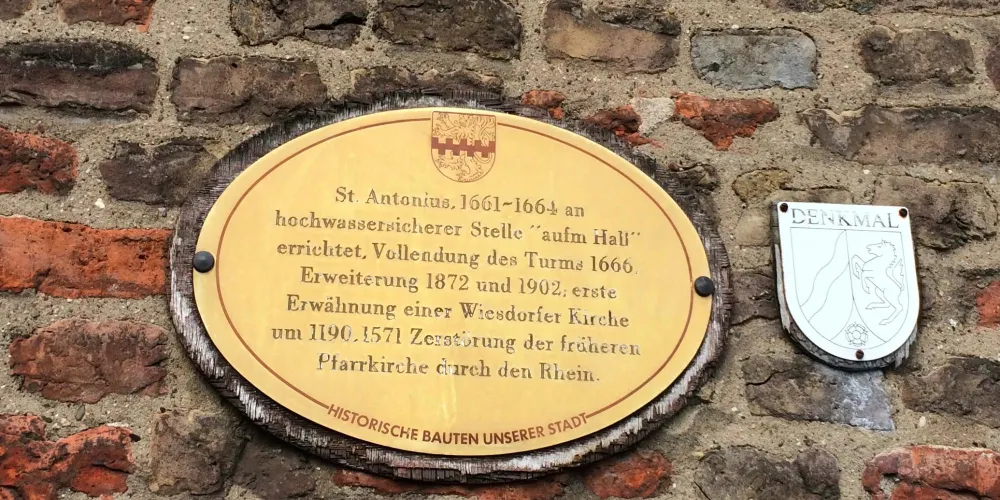 St. Antonius, 1661-1664 an
hochwassersicherer Stelle "aufm Hall"
errichtet, Vollendung des Turms 1666,
Erweiterung 1872 und 1902; erste
Erwähnung einer Wiesdorfer Kirche
um 1190, 1571 Zerstörung der früheren
Pfarrkirche durch den Rhein.
HISTORISCHE BAUTEN UNSERER STADT
DENKMAL